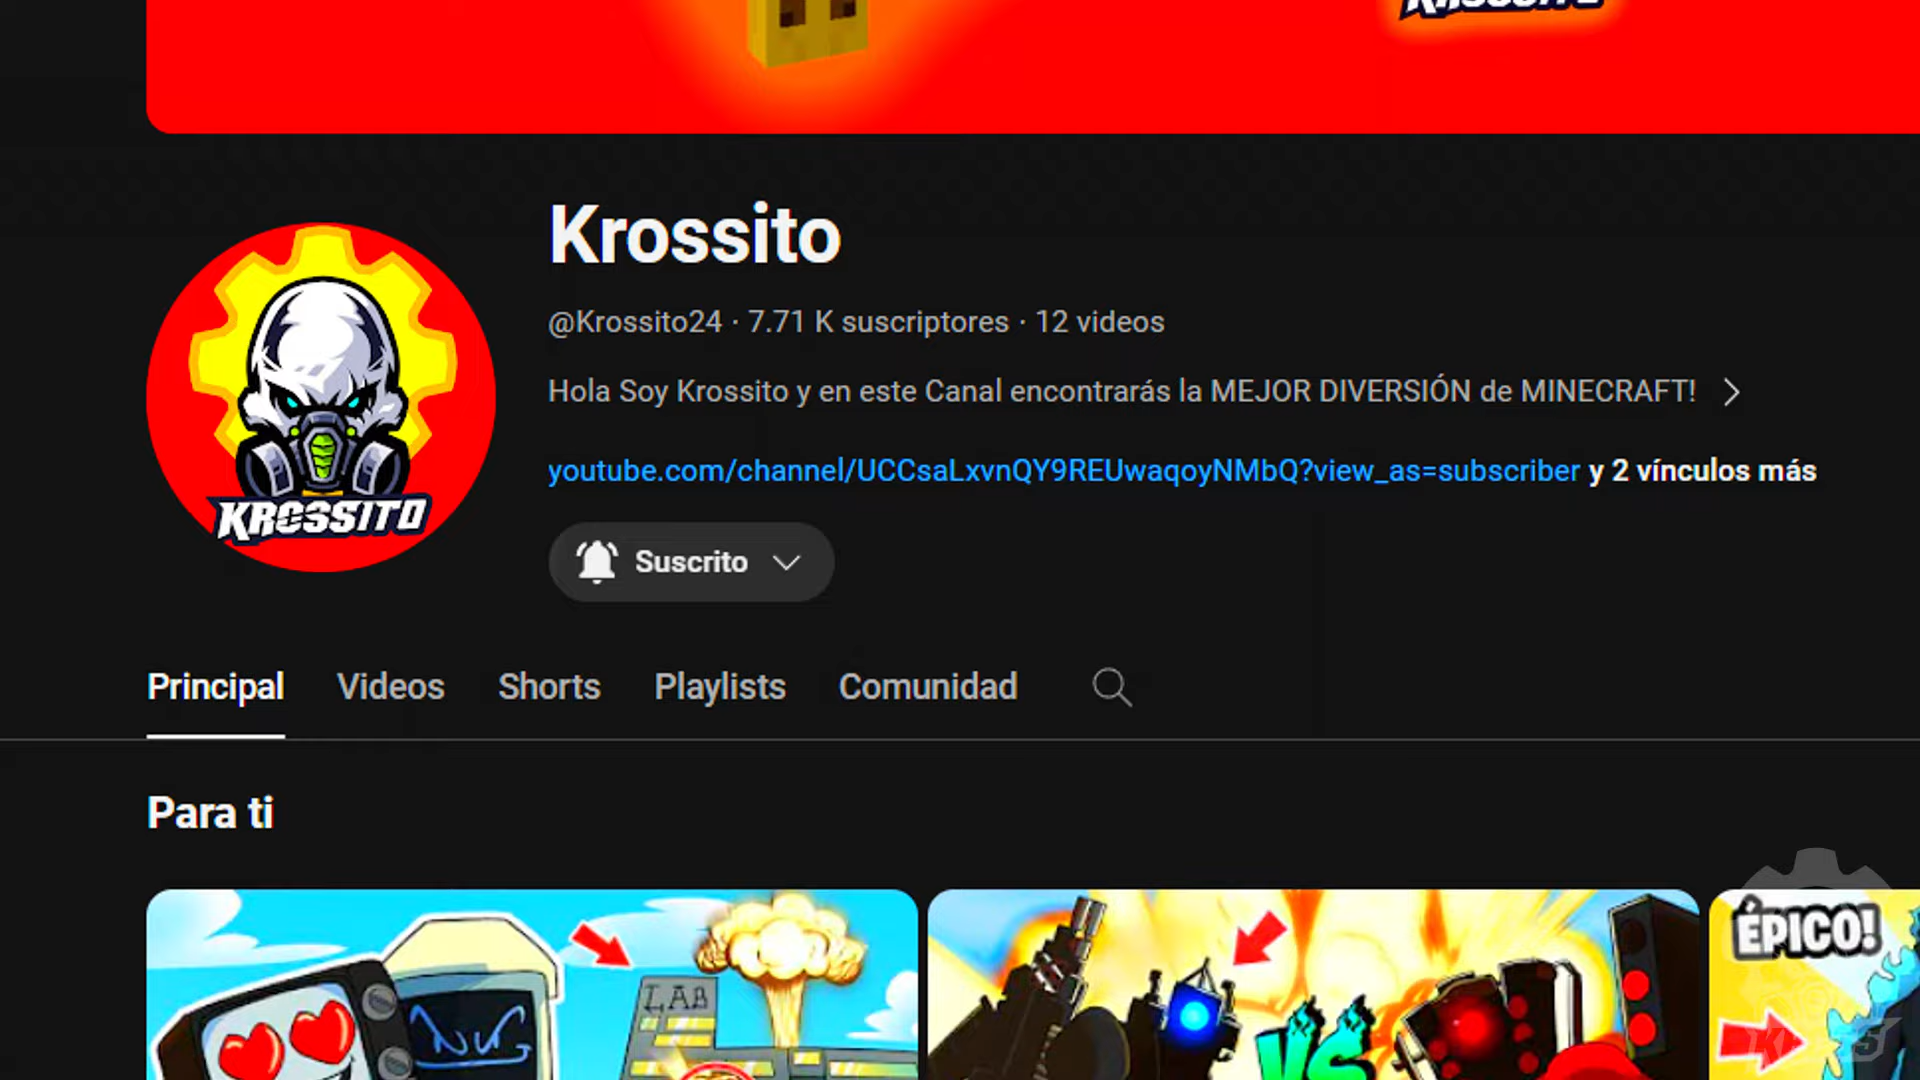 KROSSITO
Krossito
@Krossito24 · 7.71 K suscriptores · 12 videos
Hola Soy Krossito y en este Canal encontrarás la MEJOR DIVERSIÓN de MINECRAFT!
youtube.com/channel/UCCsaLxvnQY9REUwaqoyNMbQ?view_as=subscriber y 2 vínculos más
KROSSITO
Suscrito
Principal Videos Shorts Playlists Comunidad
Para ti
LAB
VS
ÉPICO!